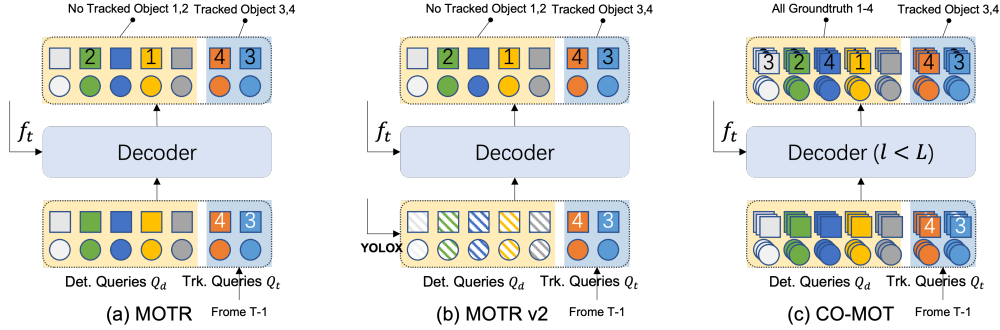 No Tracked Object 1,2 Tracked Object 3,4
2 1 4 3
f_t
Decoder
4 3
Det. Queries Q_d Trk. Queries Q_t
Frome T-1
(a) MOTR
No Tracked Object 1,2 Tracked Object 3,4
2 1 4 3
f_t
Decoder
YOLOX
4 3
Det. Queries Q_d Trk. Queries Q_t
Frome T-1
(b) MOTR v2
All Groundtruth 1-4 Tracked Object 3,4
3 2 4 1 4 3
f_t
Decoder (l < L)
4 3
Det. Queries Q_d Trk. Queries Q_t
Frome T-1
(c) CO-MOT